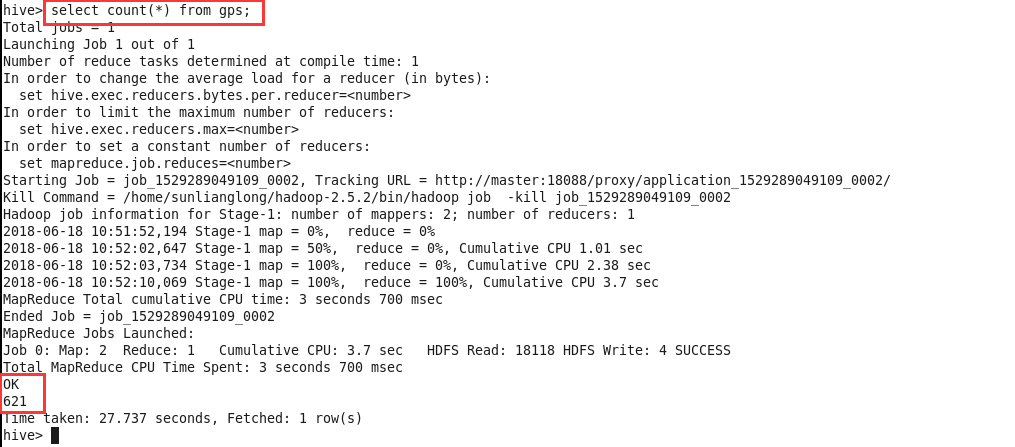 hive> select count(*) from gps;
Total jobs = 1
Launching Job 1 out of 1
Number of reduce tasks determined at compile time: 1
In order to change the average load for a reducer (in bytes):
  set hive.exec.reducers.bytes.per.reducer=<number>
In order to limit the maximum number of reducers:
  set hive.exec.reducers.max=<number>
In order to set a constant number of reducers:
  set mapreduce.job.reduces=<number>
Starting Job = job_1529289049109_0002, Tracking URL = http://master:18088/proxy/application_1529289049109_0002/
Kill Command = /home/sunlianglong/hadoop-2.5.2/bin/hadoop job  -kill job_1529289049109_0002
Hadoop job information for Stage-1: number of mappers: 2; number of reducers: 1
2018-06-18 10:51:52,194 Stage-1 map = 0%,  reduce = 0%
2018-06-18 10:52:02,647 Stage-1 map = 50%,  reduce = 0%, Cumulative CPU 1.01 sec
2018-06-18 10:52:03,734 Stage-1 map = 100%,  reduce = 0%, Cumulative CPU 2.38 sec
2018-06-18 10:52:10,069 Stage-1 map = 100%,  reduce = 100%, Cumulative CPU 3.7 sec
MapReduce Total cumulative CPU time: 3 seconds 700 msec
Ended Job = job_1529289049109_0002
MapReduce Jobs Launched:
Job 0: Map: 2  Reduce: 1   Cumulative CPU: 3.7 sec   HDFS Read: 18118 HDFS Write: 4 SUCCESS
Total MapReduce CPU Time Spent: 3 seconds 700 msec
OK
621
Time taken: 27.737 seconds, Fetched: 1 row(s)
hive>